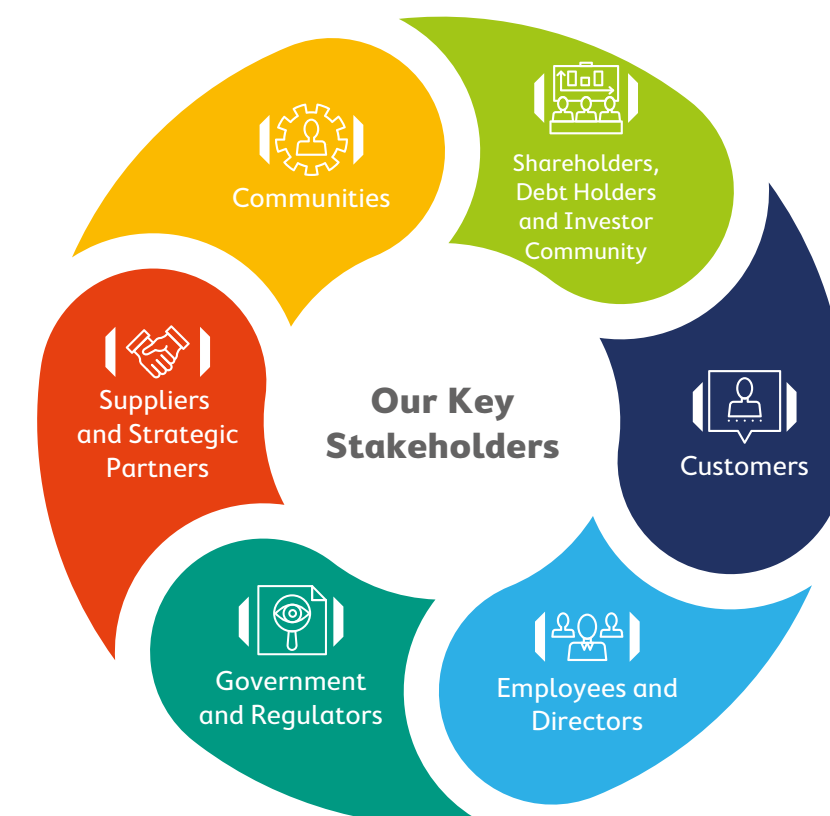 Communities
Shareholders,
Debt Holders
and Investor
Community
Suppliers
and Strategic
Partners
Our Key
Stakeholders
Customers
Government
and Regulators
Employees and
Directors